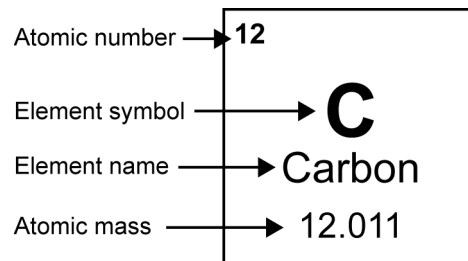 Atomic number 12
Element symbol C
Element name Carbon
Atomic mass 12.011